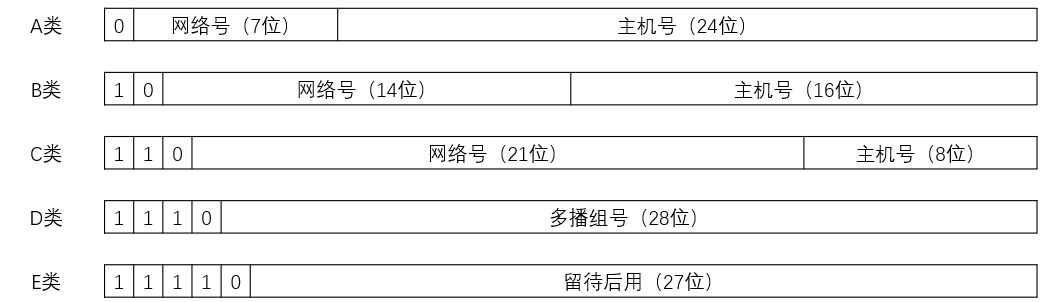 A类 0 网络号（7位） 主机号（24位）
B类 1 0 网络号（14位） 主机号（16位）
C类 1 1 0 网络号（21位） 主机号（8位）
D类 1 1 1 0 多播组号（28位）
E类 1 1 1 1 0 留待后用（27位）